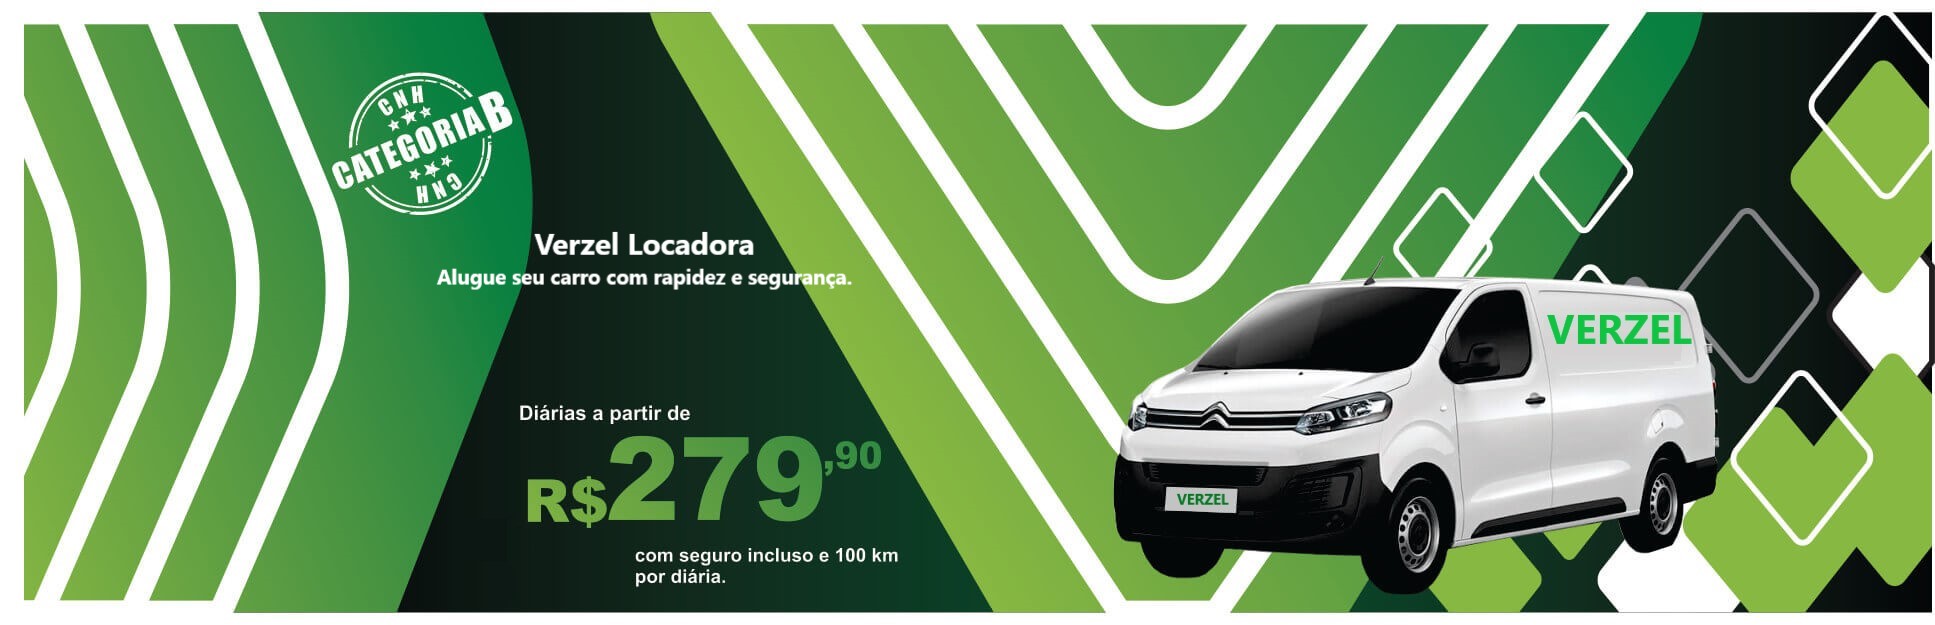 CNH
CATEGORIA B
CNH
Verzel Locadora
Alugue seu carro com rapidez e segurança.
Diárias a partir de
R$279,90
com seguro incluso e 100 km
por diária.
VERZEL
VERZEL